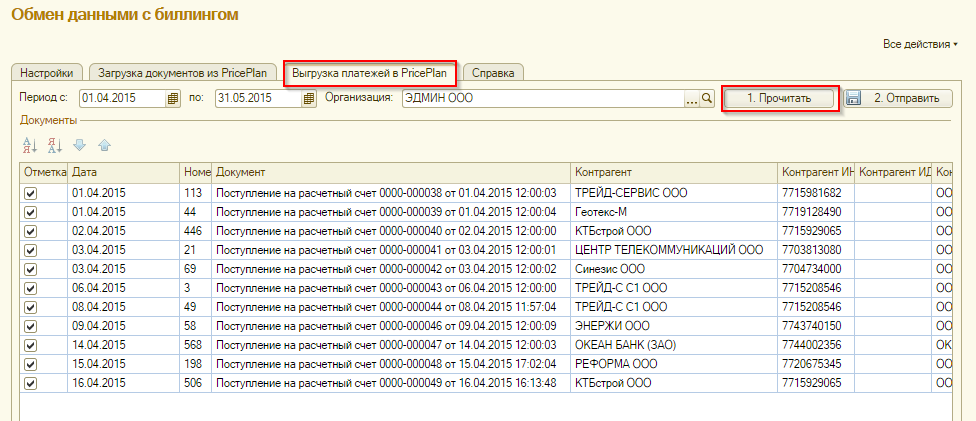 Обмен данными с биллингом
Все действия
Настройки Загрузка документов из PricePlan Выгрузка платежей в PricePlan Справка
Период с: 01.04.2015 по: 31.05.2015 Организация: ЭДМИН ООО ... 1. Прочитать 2. Отправить
Документы
Отметка Дата Номе Документ Контрагент Контрагент ИН Контрагент ИД Кон
01.04.2015 113 Поступление на расчетный счет 0000-000038 от 01.04.2015 12:00:03 ТРЕЙД-СЕРВИС ООО 7715981682 ОО
01.04.2015 44 Поступление на расчетный счет 0000-000039 от 01.04.2015 12:00:04 Геотекс-М 7719128490 ОО
02.04.2015 446 Поступление на расчетный счет 0000-000040 от 02.04.2015 12:00:00 КТБстрой ООО 7715929065 ОО
03.04.2015 21 Поступление на расчетный счет 0000-000041 от 03.04.2015 12:00:01 ЦЕНТР ТЕЛЕКОММУНИКАЦИЙ ООО 7703813080 ОО
03.04.2015 69 Поступление на расчетный счет 0000-000042 от 03.04.2015 12:00:02 Синезис ООО 7704734000 ОО
06.04.2015 3 Поступление на расчетный счет 0000-000043 от 06.04.2015 12:00:00 ТРЕЙД-С С1 ООО 7715208546 ОО
08.04.2015 49 Поступление на расчетный счет 0000-000044 от 08.04.2015 11:57:04 ТРЕЙД-С С1 ООО 7715208546 ОО
09.04.2015 58 Поступление на расчетный счет 0000-000046 от 09.04.2015 12:00:09 ЭНЕРЖИ ООО 7743740150 ОО
14.04.2015 568 Поступление на расчетный счет 0000-000047 от 14.04.2015 12:00:03 ОКЕАН БАНК (ЗАО) 7744002356 ОК
15.04.2015 198 Поступление на расчетный счет 0000-000048 от 15.04.2015 17:02:04 РЕФОРМА ООО 7720675345 ОО
16.04.2015 506 Поступление на расчетный счет 0000-000049 от 16.04.2015 16:13:48 КТБстрой ООО 7715929065 ОО